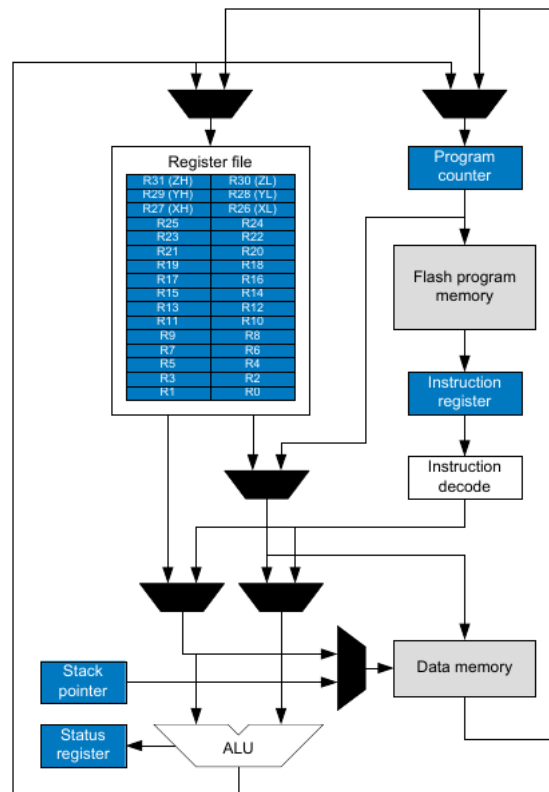 Register file
R31 (ZH) R30 (ZL)
R29 (YH) R28 (YL)
R27 (XH) R26 (XL)
R25 R24
R23 R22
R21 R20
R19 R18
R17 R16
R15 R14
R13 R12
R11 R10
R9 R8
R7 R6
R5 R4
R3 R2
R1 R0
Program
counter
Flash program
memory
Instruction
register
Instruction
decode
Stack
pointer
Data memory
Status
register
ALU